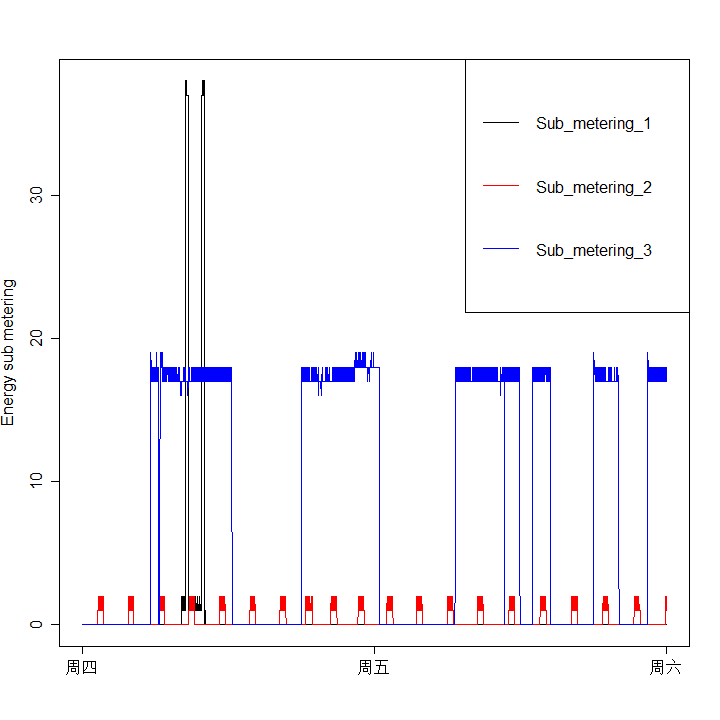 Sub_metering_1
Sub_metering_2
Sub_metering_3
Energy sub metering
30
20
10
0
周四
周五
周六